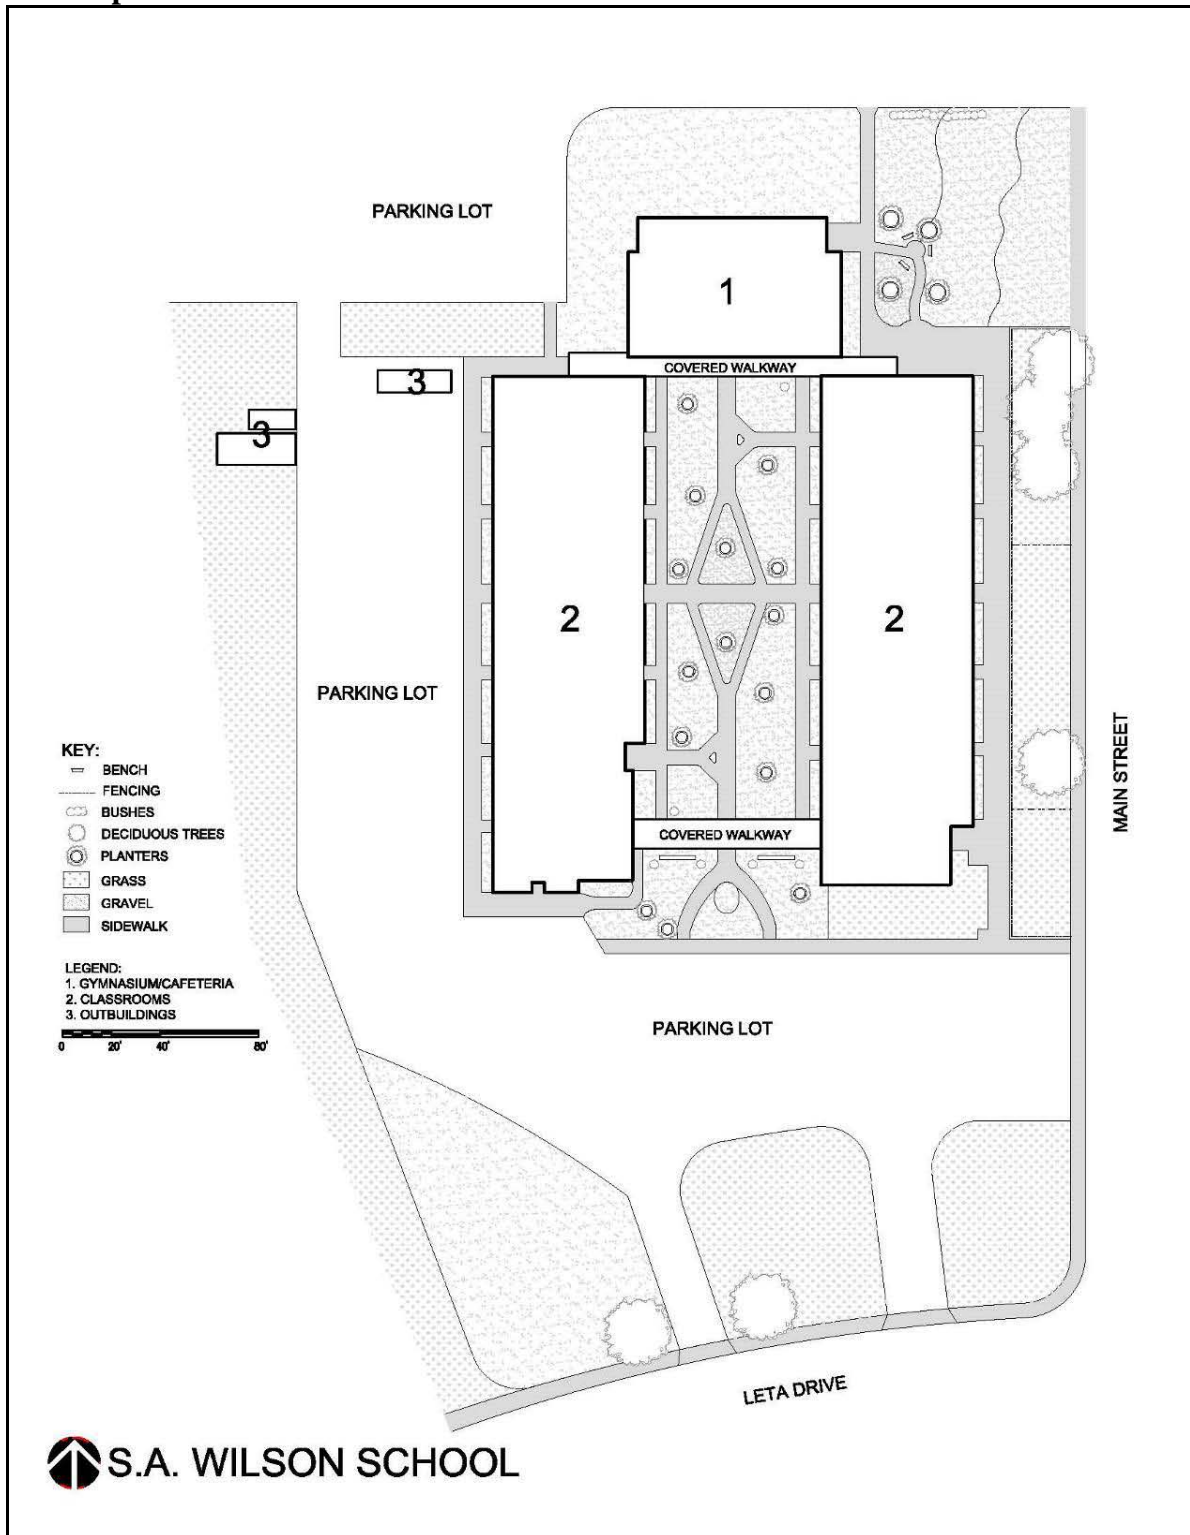 PARKING LOT
1
COVERED WALKWAY
3
3
2
2
PARKING LOT
MAIN STREET
KEY:
BENCH
FENCING
BUSHES
DECIDUOUS TREES
PLANTERS
GRASS
GRAVEL
SIDEWALK
COVERED WALKWAY
LEGEND:
1. GYMNASIUM/CAFETERIA
2. CLASSROOMS
3. OUTBUILDINGS
0 20' 40' 80'
PARKING LOT
LETA DRIVE
S.A. WILSON SCHOOL